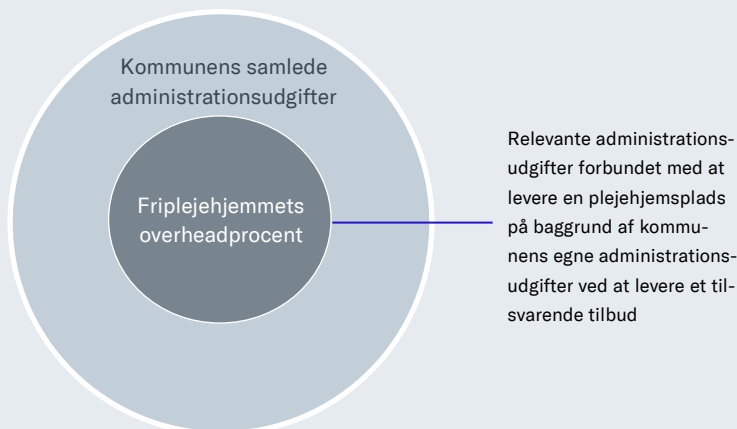 Kommunens samlede
administrationsudgifter
Friplejehjemmets
overheadprocent
Relevante administrations-
udgifter forbundet med at
levere en plejehjemsplads
på baggrund af kommu-
nens egne administrations-
udgifter ved at levere et til-
svarende tilbud